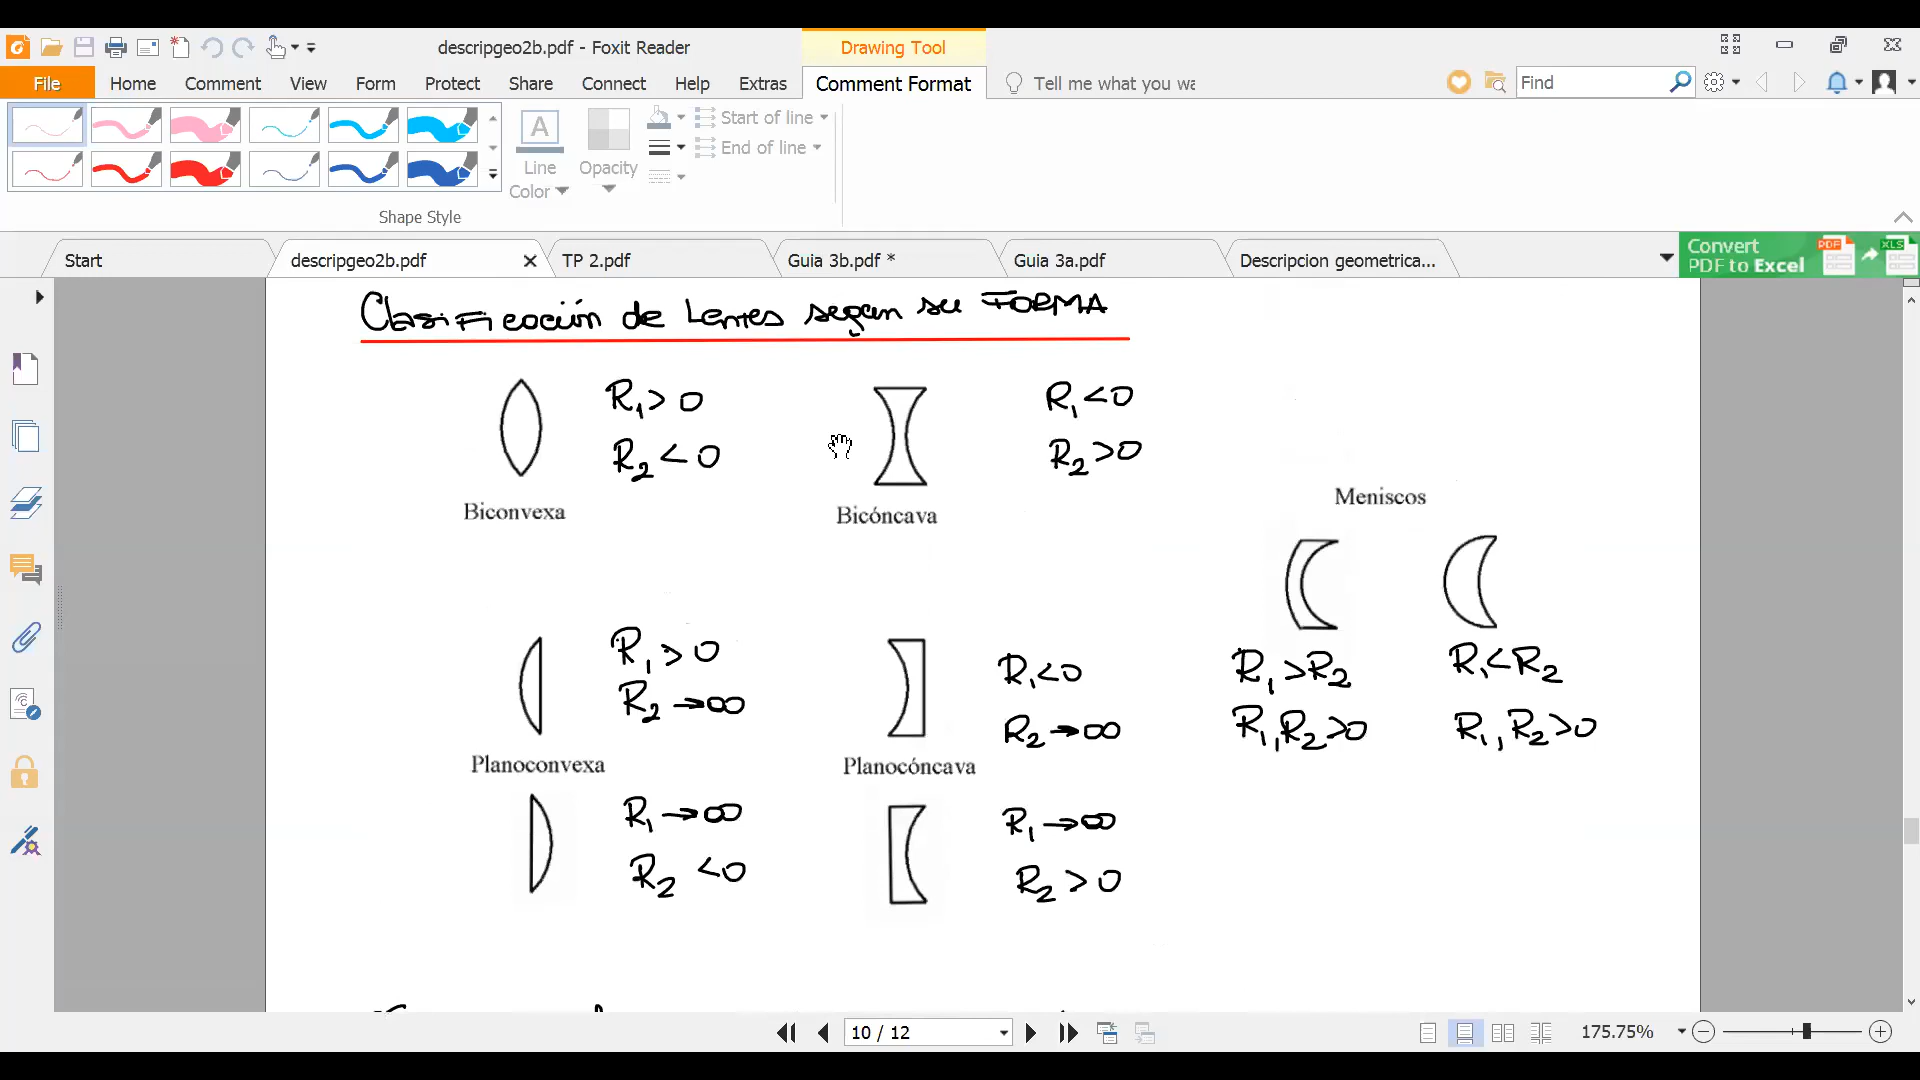 descripgeo2b.pdf - Foxit Reader
Drawing Tool
File
Home
Comment
View
Form
Protect
Share
Connect
Help
Extras
Comment Format
Tell me what you wa
Find
A
Line
Color
Opacity
Start of line
End of line
Shape Style
Start
descripgeo2b.pdf
TP 2.pdf
Guia 3b.pdf *
Guia 3a.pdf
Descripcion geometrica...
Convert
PDF to Excel
PDF
XLS
Clasificación de Lentes según su FORMA
R₁ > 0
R₂ < 0
Biconvexa
R₁ < 0
R₂ > 0
Bicóncava
Meniscos
R₁ > R₂
R₁, R₂ > 0
R₁ < R₂
R₁, R₂ > 0
R₁ > 0
R₂ → ∞
Planoconvexa
R₁ < 0
R₂ → ∞
Planocóncava
R₁ → ∞
R₂ < 0
R₁ → ∞
R₂ > 0
10 / 12
175.75%